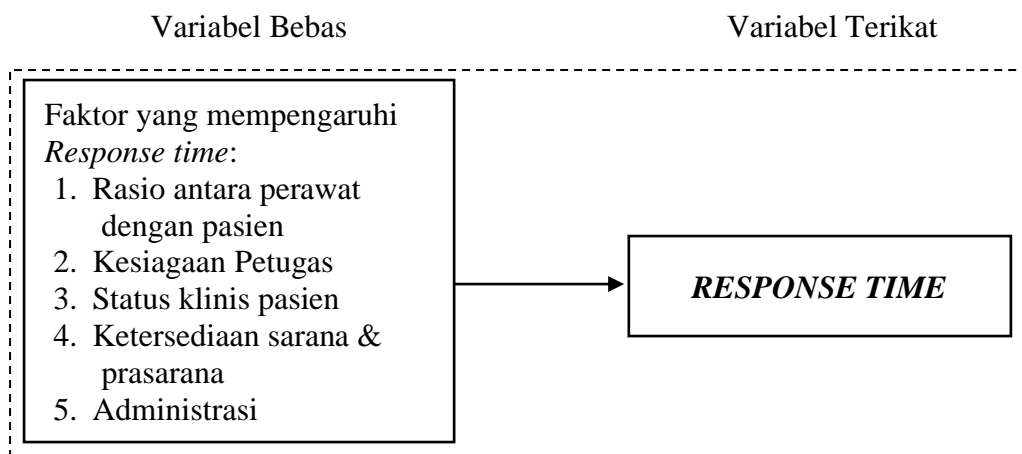 Variabel Bebas
Variabel Terikat
Faktor yang mempengaruhi
Response time:
1. Rasio antara perawat
dengan pasien
2. Kesiagaan Petugas
3. Status klinis pasien
4. Ketersediaan sarana &
prasarana
5. Administrasi
RESPONSE TIME